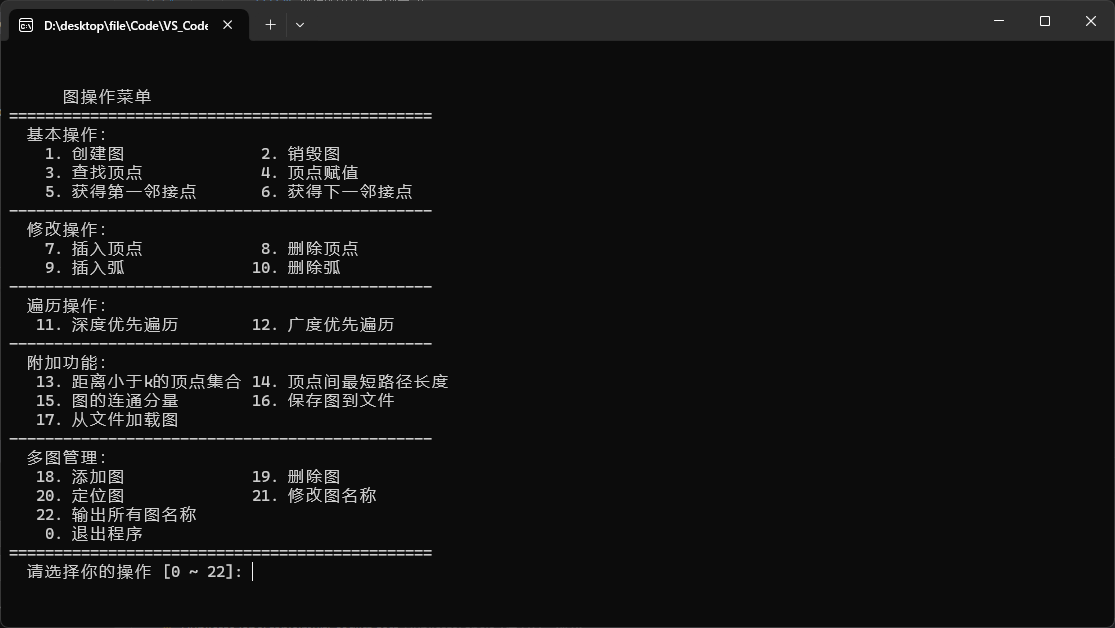 D:\desktop\file\Code\VS_Code
图操作菜单
===============================================
基本操作:
1. 创建图 2. 销毁图
3. 查找顶点 4. 顶点赋值
5. 获得第一邻接点 6. 获得下一邻接点
-----------------------------------------------
修改操作:
7. 插入顶点 8. 删除顶点
9. 插入弧 10. 删除弧
-----------------------------------------------
遍历操作:
11. 深度优先遍历 12. 广度优先遍历
-----------------------------------------------
附加功能:
13. 距离小于k的顶点集合 14. 顶点间最短路径长度
15. 图的连通分量 16. 保存图到文件
17. 从文件加载图
-----------------------------------------------
多图管理:
18. 添加图 19. 删除图
20. 定位图 21. 修改图名称
22. 输出所有图名称
0. 退出程序
===============================================
请选择你的操作 [0 ~ 22]: